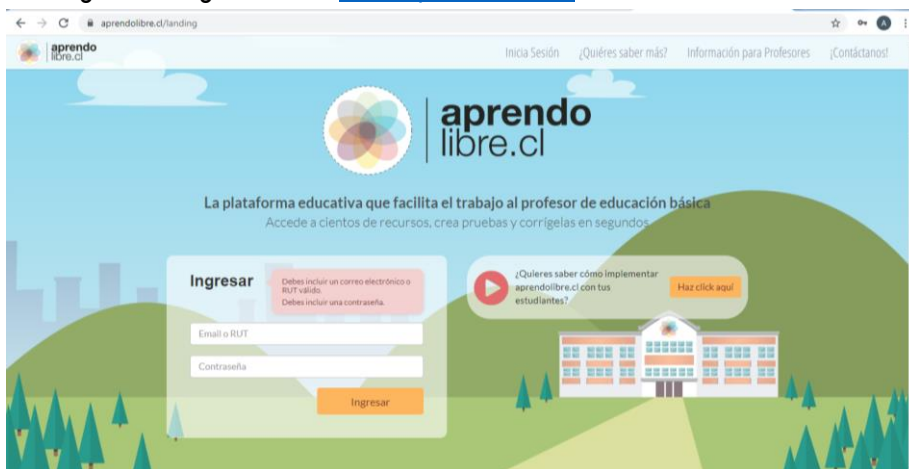 aprendolibre.cl/landing
aprendo
libre.cl
Inicia Sesión ¿Quiéres saber más? Información para Profesores ¡Contáctanos!
aprendo
libre.cl
La plataforma educativa que facilita el trabajo al profesor de educación básica
Accede a cientos de recursos, crea pruebas y corrígelas en segundos.
Ingresar
Debes incluir un correo electrónico o
RUT válido.
Debes incluir una contraseña.
Email o RUT
Contraseña
Ingresar
¿Quieres saber cómo implementar
aprendolibre.cl con tus
estudiantes?
Haz click aquí